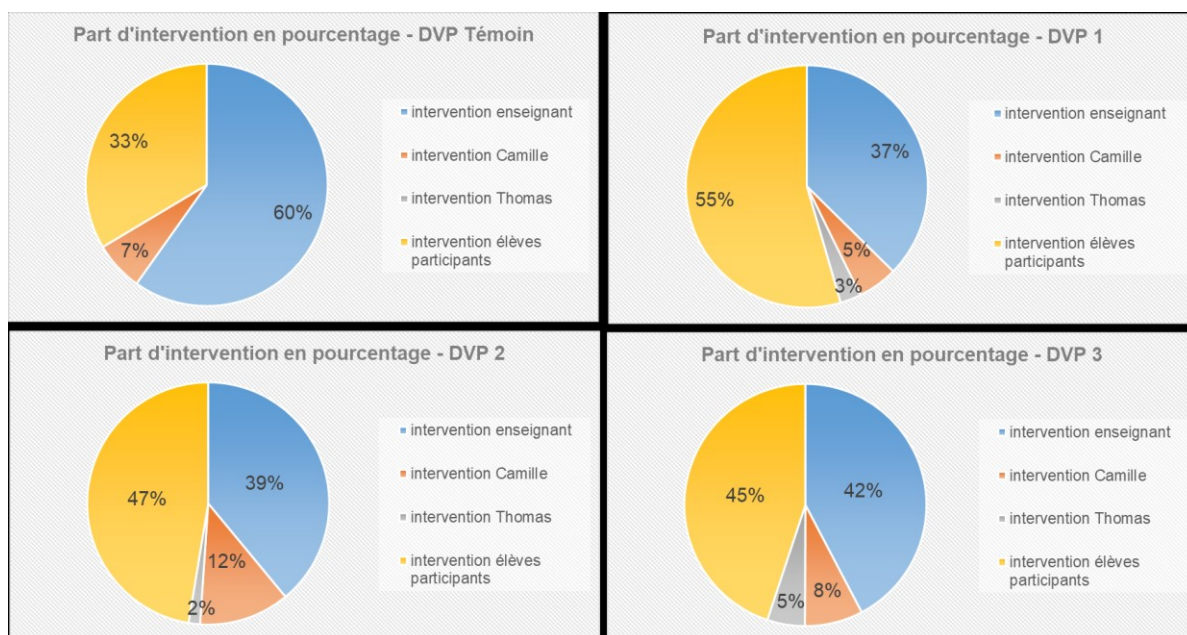 Part d'intervention en pourcentage - DVP Témoin
33%
60%
7%
intervention enseignant
intervention Camille
intervention Thomas
intervention élèves
participants
Part d'intervention en pourcentage - DVP 1
37%
55%
5%
3%
intervention enseignant
intervention Camille
intervention Thomas
intervention élèves
participants
Part d'intervention en pourcentage - DVP 2
47%
39%
12%
2%
intervention enseignant
intervention Camille
intervention Thomas
intervention élèves
participants
Part d'intervention en pourcentage - DVP 3
45%
42%
8%
5%
intervention enseignant
intervention Camille
intervention Thomas
intervention élèves
participants